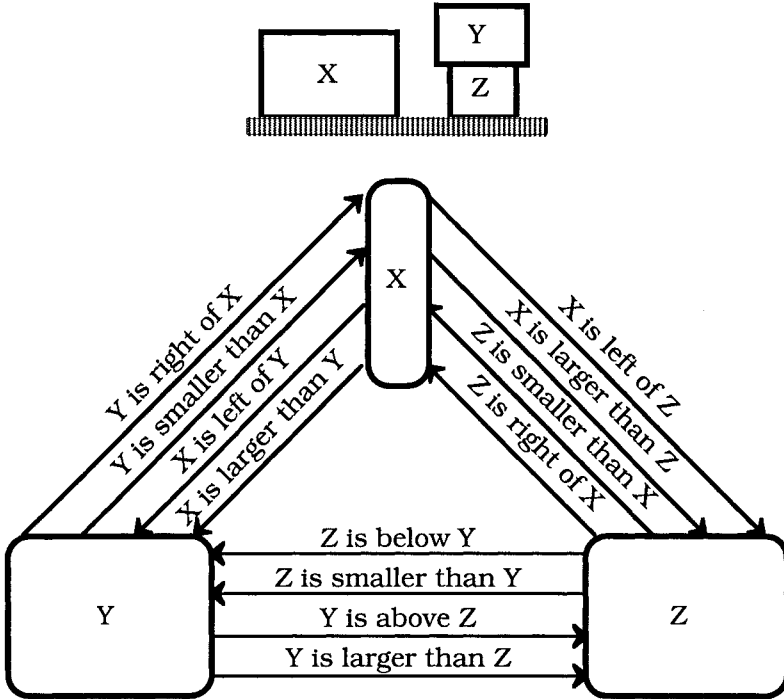 X
Y
Z
X
Y is right of X
Y is smaller than X
X is left of Y
X is larger than Y
X is left of Z
X is larger than Z
Z is smaller than X
Z is right of X
Z is below Y
Z is smaller than Y
Y is above Z
Y is larger than Z
Y
Z